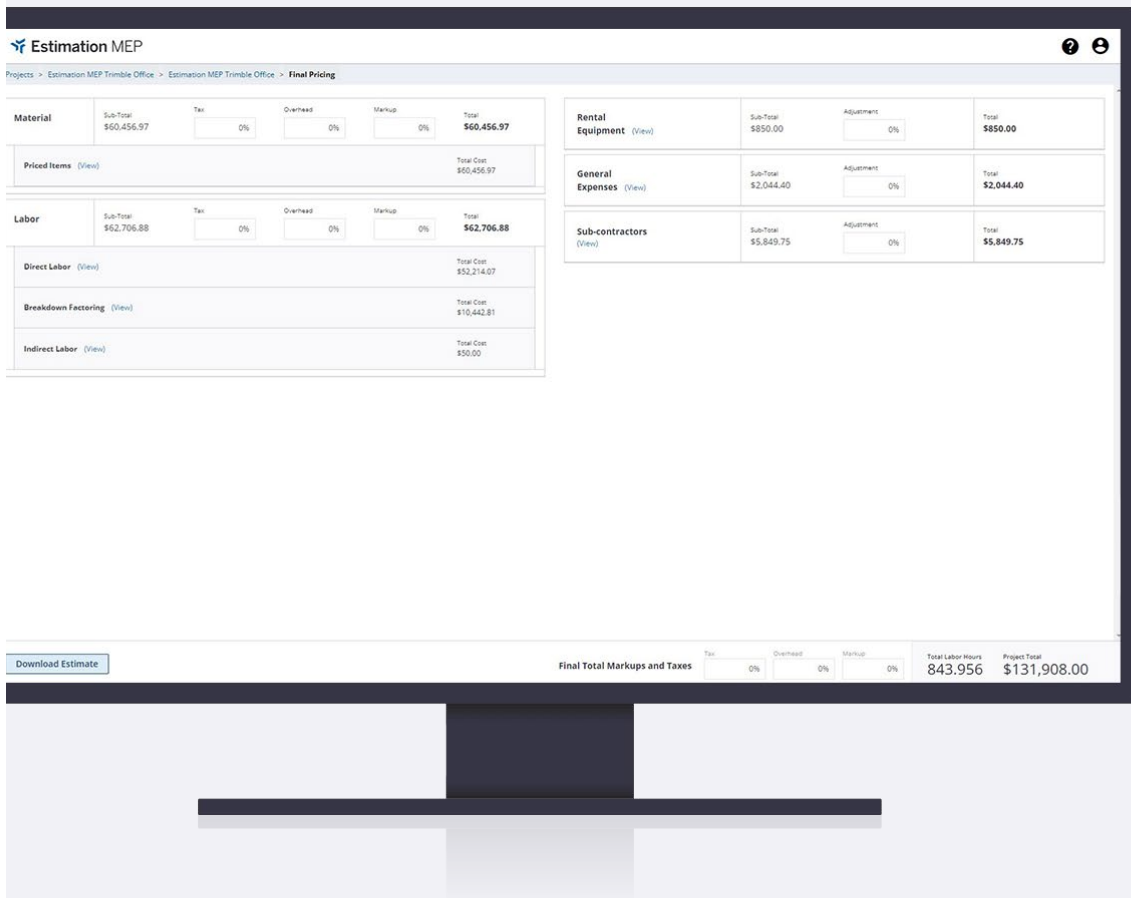 Estimation MEP
Projects > Estimation MEP Trimble Office > Estimation MEP Trimble Office > Final Pricing
Material
Sub-Total
$60,456.97
Tax
0%
Overhead
0%
Markup
0%
Total
$60,456.97
Priced Items (View)
Total Cost
$60,456.97
Labor
Sub-Total
$62,706.88
Tax
0%
Overhead
0%
Markup
0%
Total
$62,706.88
Direct Labor (View)
Total Cost
$52,214.07
Breakdown Factoring (View)
Total Cost
$10,442.81
Indirect Labor (View)
Total Cost
$50.00
Rental
Equipment (View)
Sub-Total
$850.00
Adjustment
0%
Total
$850.00
General
Expenses (View)
Sub-Total
$2,044.40
Adjustment
0%
Total
$2,044.40
Sub-contractors
(View)
Sub-Total
$5,849.75
Adjustment
0%
Total
$5,849.75
Download Estimate
Final Total Markups and Taxes
Tax
0%
Overhead
0%
Markup
0%
Total Labor Hours
843.956
Project Total
$131,908.00